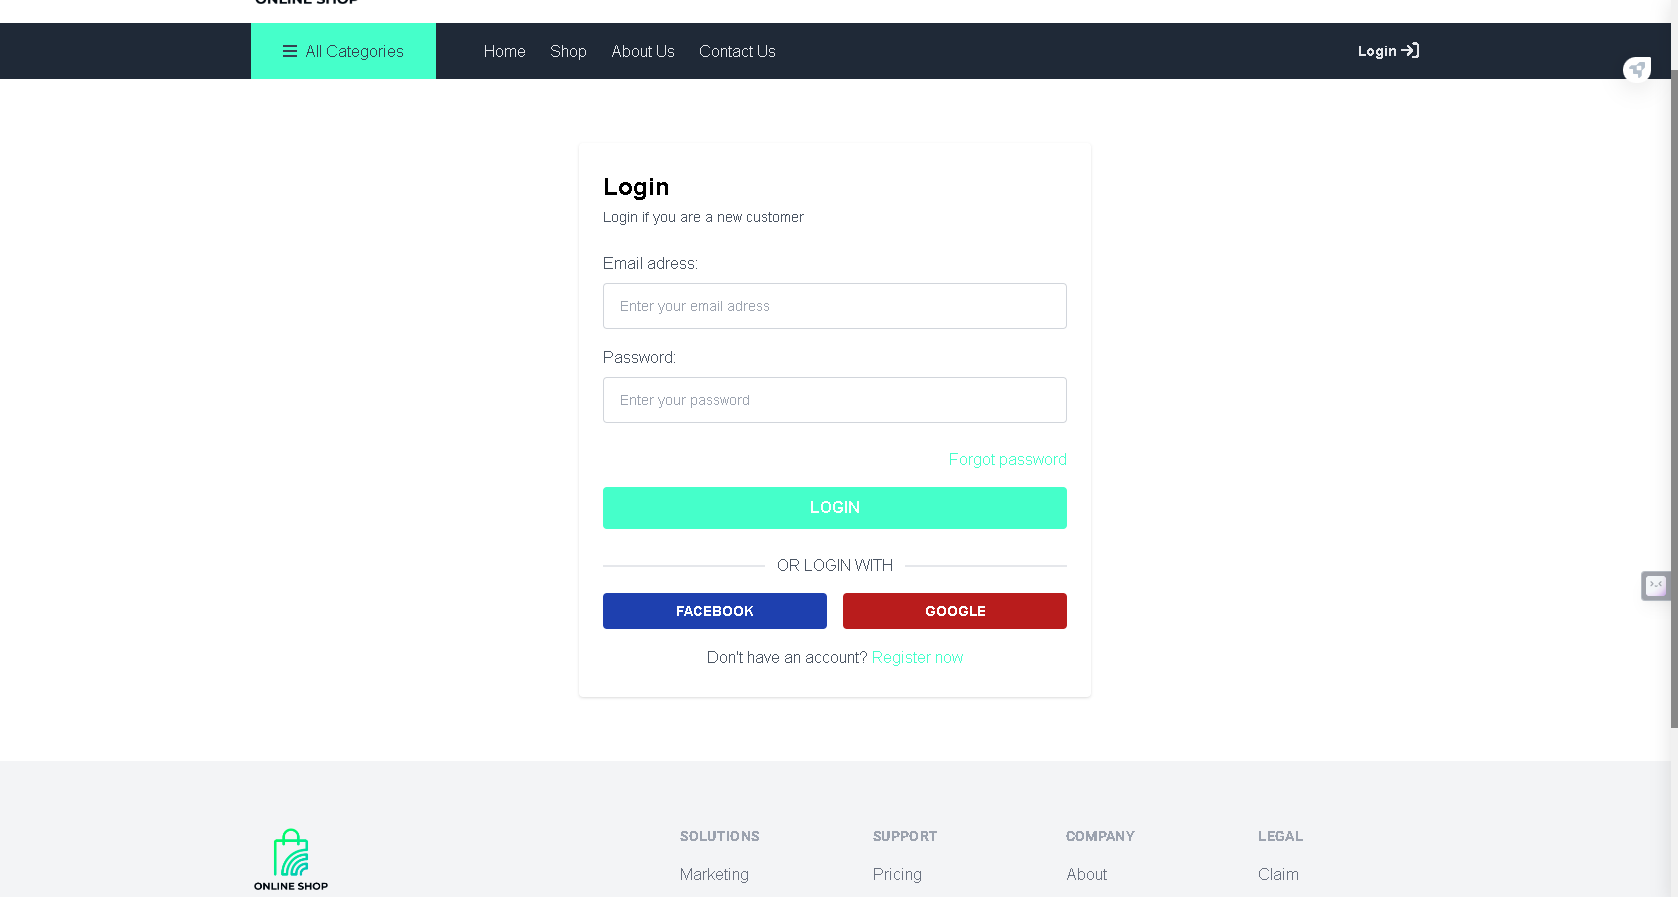 ONLINE SHOP
All Categories Home Shop About Us Contact Us Login
Login
Login if you are a new customer
Email adress:
Enter your email adress
Password:
Enter your password
Forgot password
LOGIN
OR LOGIN WITH
FACEBOOK GOOGLE
Don't have an account? Register now
SOLUTIONS SUPPORT COMPANY LEGAL
Marketing Pricing About Claim
ONLINE SHOP